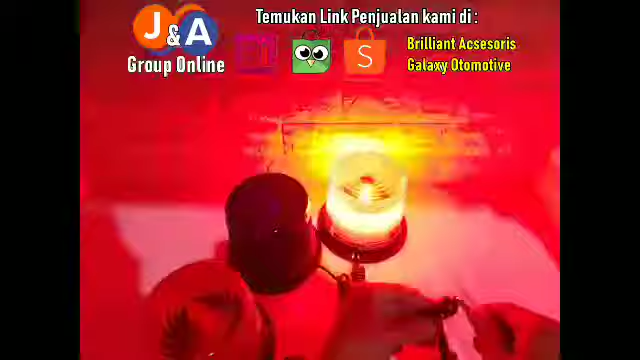 J&A
Group Online
Temukan Link Penjualan kami di :
S
Brilliant Acsesoris
Galaxy Otomotive